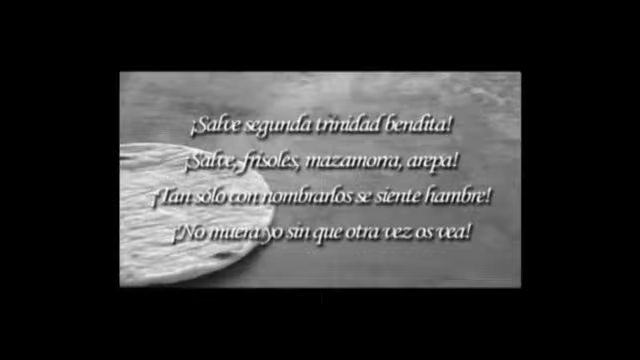 ¡Salve segunda trinidad bendita!
¡Salve, frisoles, mazamorra, arepa!
¡Tan sólo con nombrarlos se siente hambre!
¡No muera yo sin que otra vez os vea!